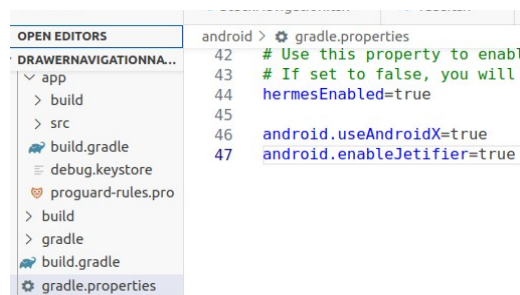 OPEN EDITORS
DRAWERNAVIGATIONNA...
app
build
src
build.gradle
debug.keystore
proguard-rules.pro
build
gradle
build.gradle
gradle.properties
android > gradle.properties
42 # Use this property to enabl
43 # If set to false, you will
44 hermesEnabled=true
45
46 android.useAndroidX=true
47 android.enableJetifier=true